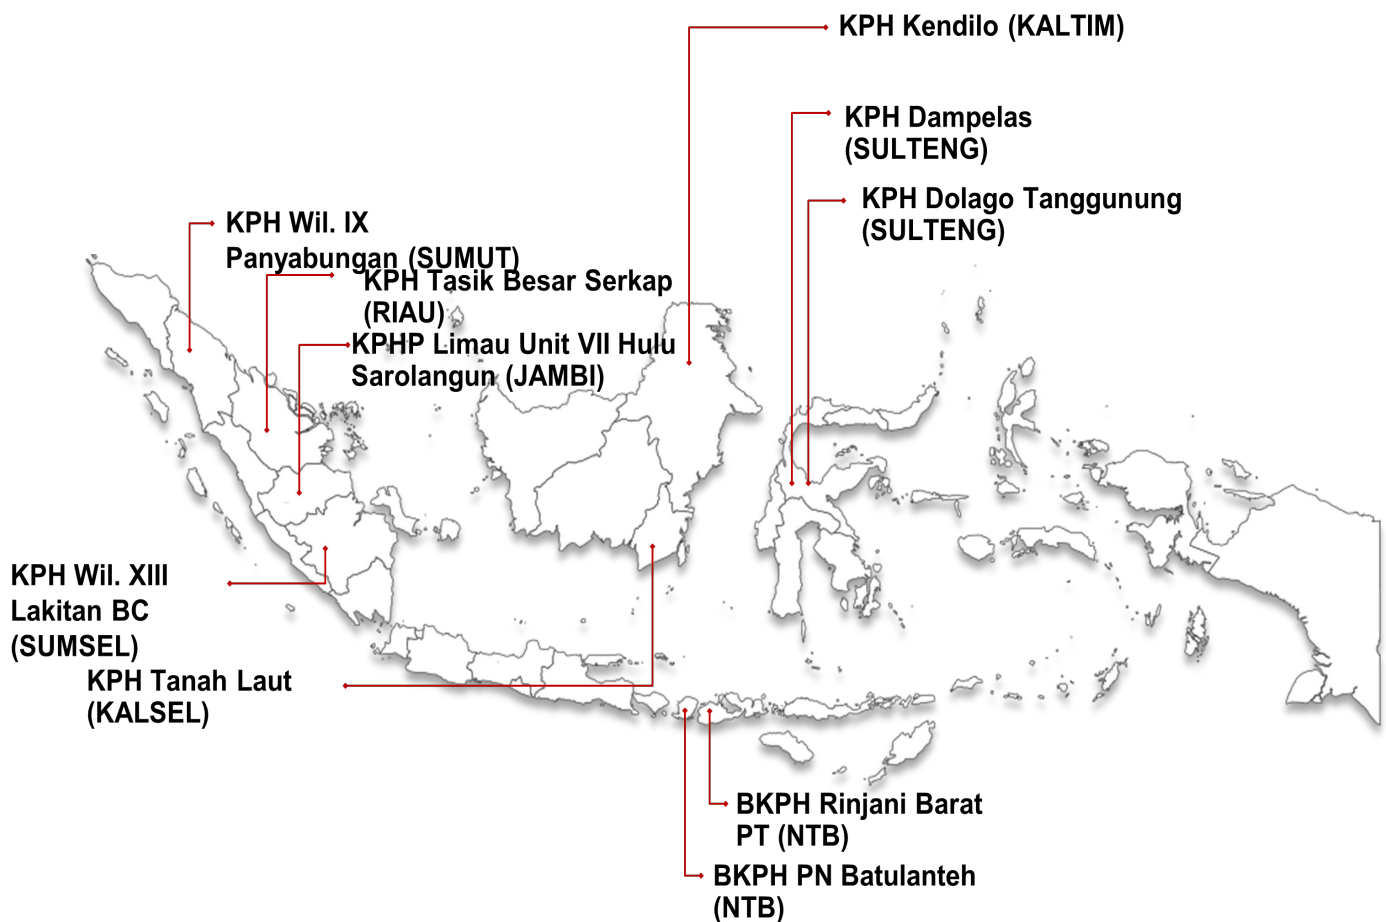 KPH Kendilo (KALTIM)
KPH Dampelas
(SULTENG)
KPH Dolago Tanggunung
(SULTENG)
KPH Wil. IX
Panyabungan (SUMUT)
KPH Tasik Besar Serkap
(RIAU)
KPHP Limau Unit VII Hulu
Sarolangun (JAMBI)
KPH Wil. XIII
Lakitan BC
(SUMSEL)
KPH Tanah Laut
(KALSEL)
BKPH Rinjani Barat
PT (NTB)
BKPH PN Batulanteh
(NTB)